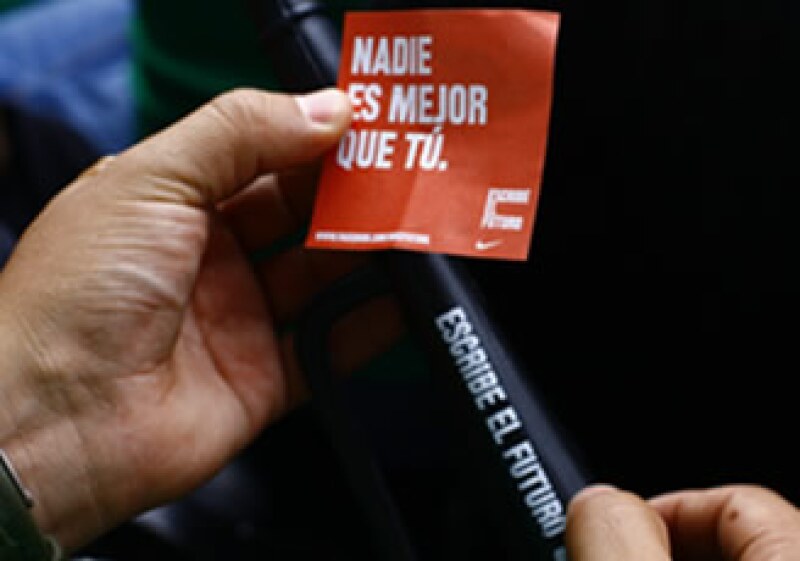 NADIE
ES MEJOR
QUE TÚ.
ESCRIBE
EL
FUTURO
ESCRIBE EL FUTURO